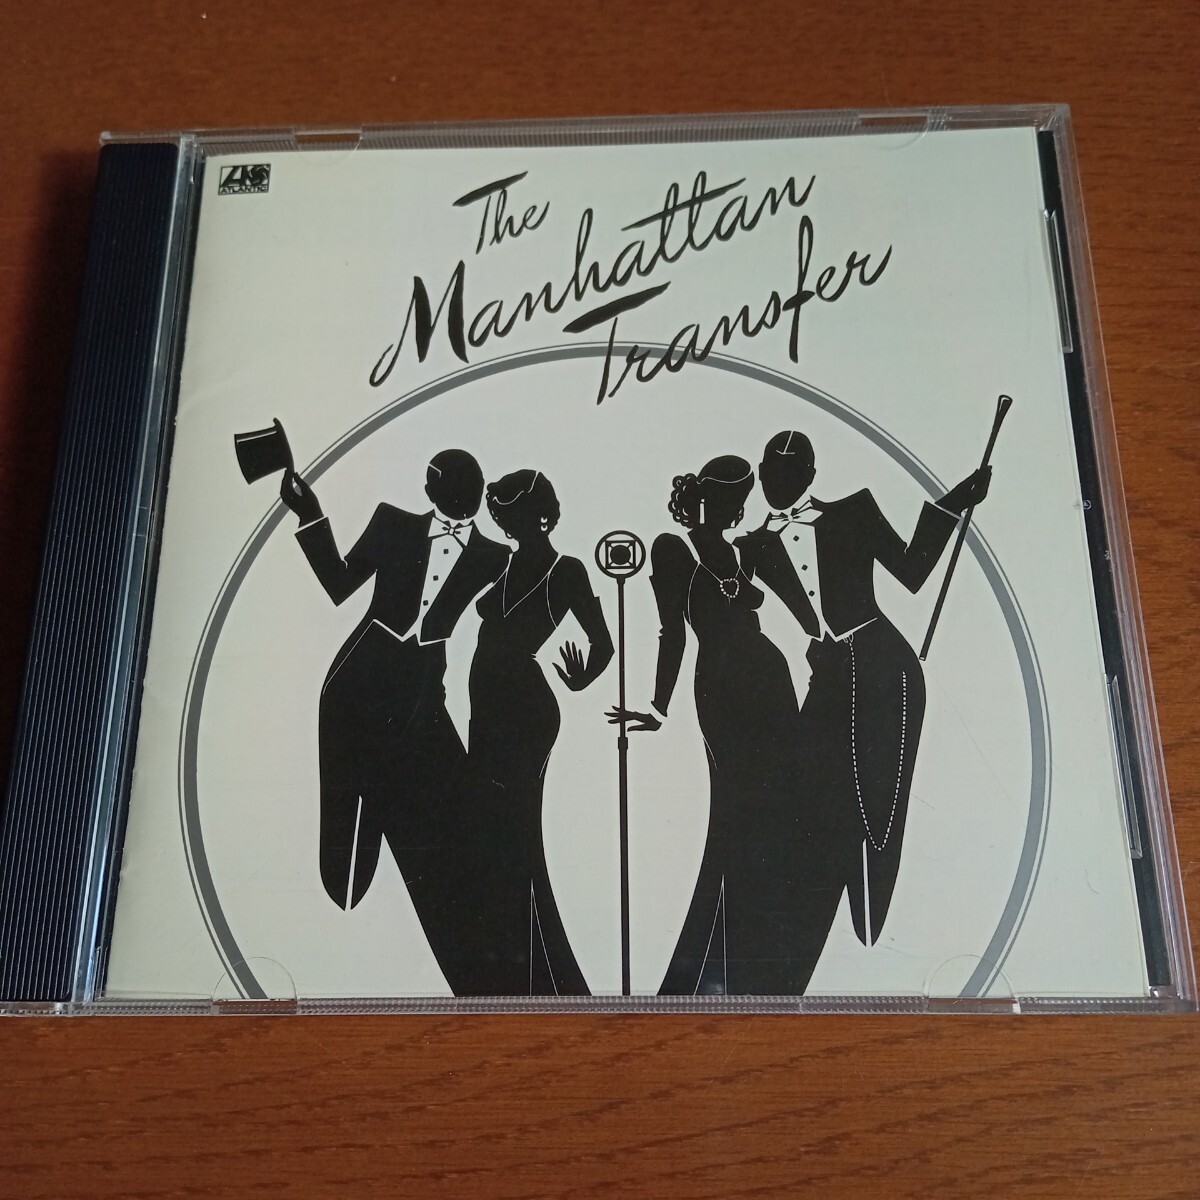 ATLANTIC
The
Manhattan
Transfer